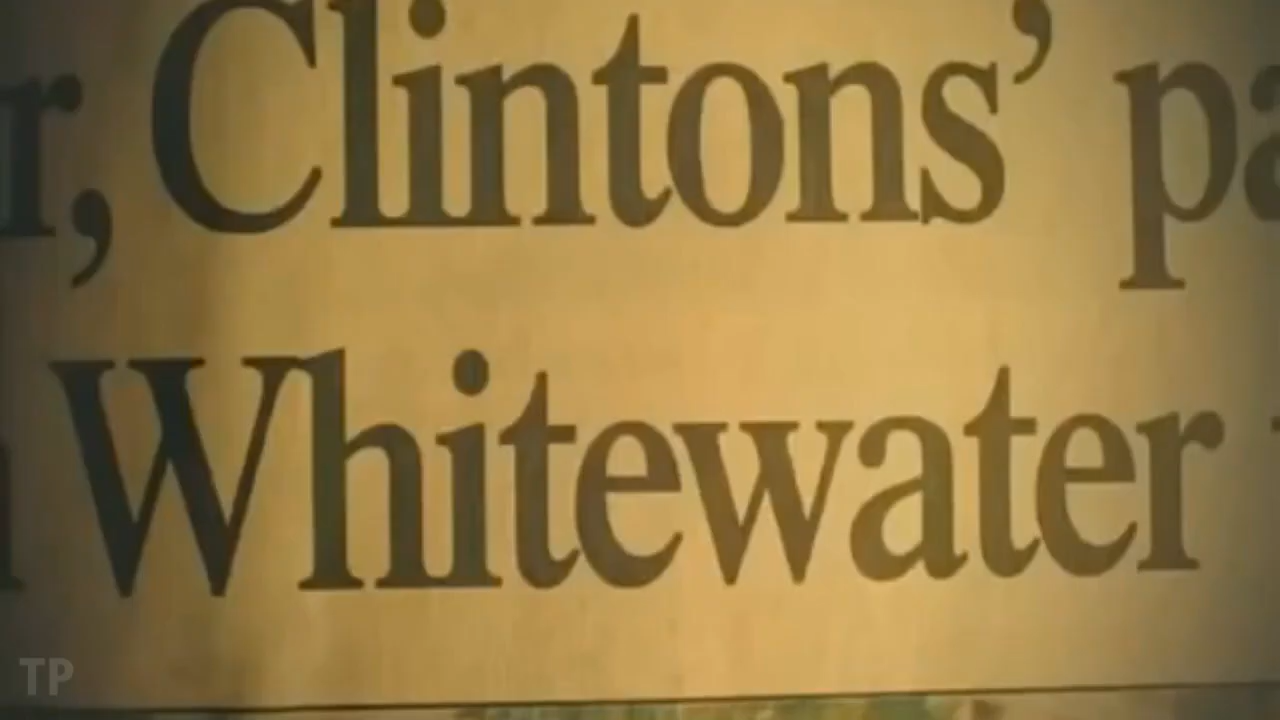 r, Clintons’ pa
Whitewater
TP